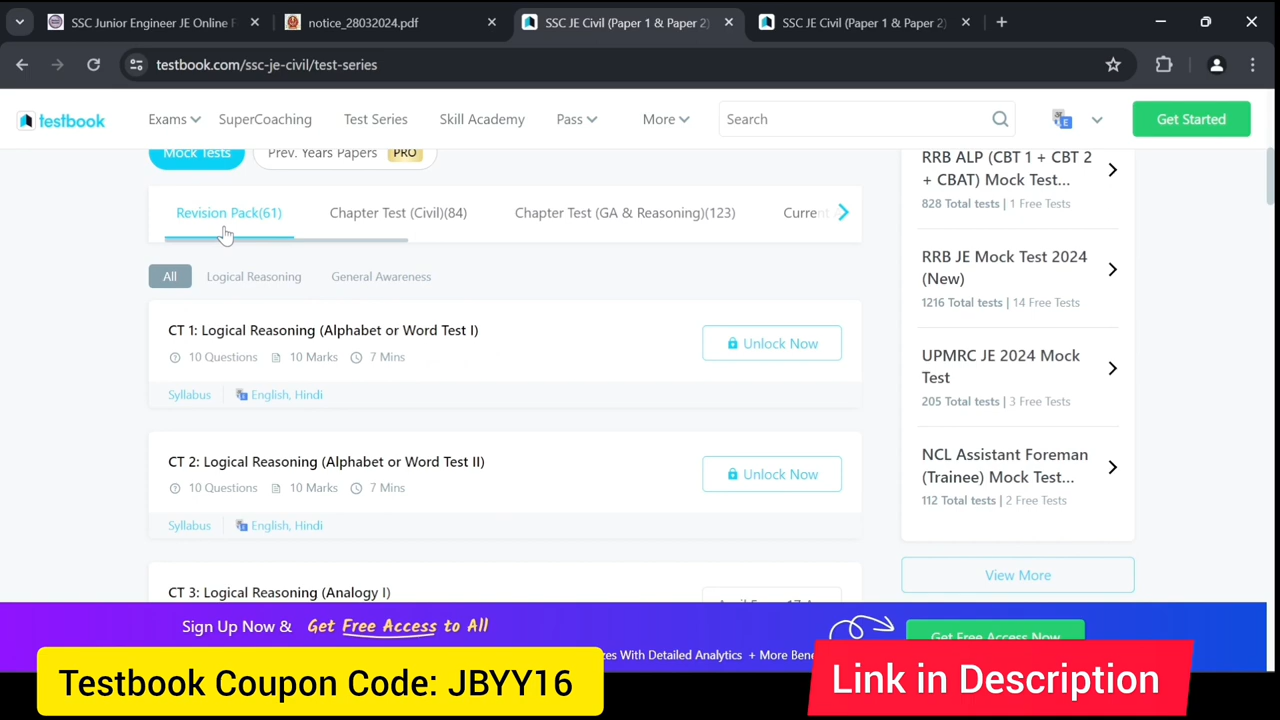 SSC Junior Engineer JE Online F
notice_28032024.pdf
SSC JE Civil (Paper 1 & Paper 2)
SSC JE Civil (Paper 1 & Paper 2)
testbook.com/ssc-je-civil/test-series
testbook
Exams
SuperCoaching
Test Series
Skill Academy
Pass
More
Search
Get Started
Mock Tests
Prev. Years Papers PRO
Revision Pack(61)
Chapter Test (Civil)(84)
Chapter Test (GA & Reasoning)(123)
Current
All
Logical Reasoning
General Awareness
CT 1: Logical Reasoning (Alphabet or Word Test I)
10 Questions 10 Marks 7 Mins
Unlock Now
Syllabus
English, Hindi
CT 2: Logical Reasoning (Alphabet or Word Test II)
10 Questions 10 Marks 7 Mins
Unlock Now
Syllabus
English, Hindi
CT 3: Logical Reasoning (Analogy I)
RRB ALP (CBT 1 + CBT 2
+ CBAT) Mock Test...
828 Total tests | 1 Free Tests
RRB JE Mock Test 2024
(New)
1216 Total tests | 14 Free Tests
UPMRC JE 2024 Mock
Test
205 Total tests | 3 Free Tests
NCL Assistant Foreman
(Trainee) Mock Test...
112 Total tests | 2 Free Tests
View More
Sign Up Now & Get Free Access to All
Get Free Access Now
With Detailed Analytics + More
Testbook Coupon Code: JBYY16
Link in Description